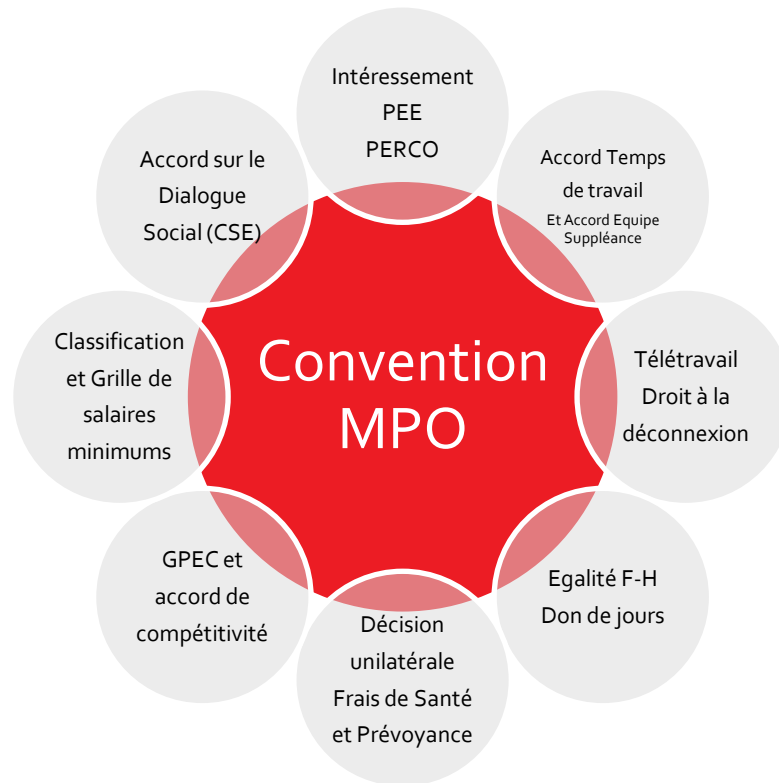 Intéressement
PEE
PERCO
Accord Temps
de travail
Et Accord Equipe
Suppléance
Télétravail
Droit à la
déconnexion
Egalité F-H
Don de jours
Décision
unilatérale
Frais de Santé
et Prévoyance
GPEC et
accord de
compétitivité
Classification
et Grille de
salaires
minimums
Accord sur le
Dialogue
Social (CSE)
Convention
MPO